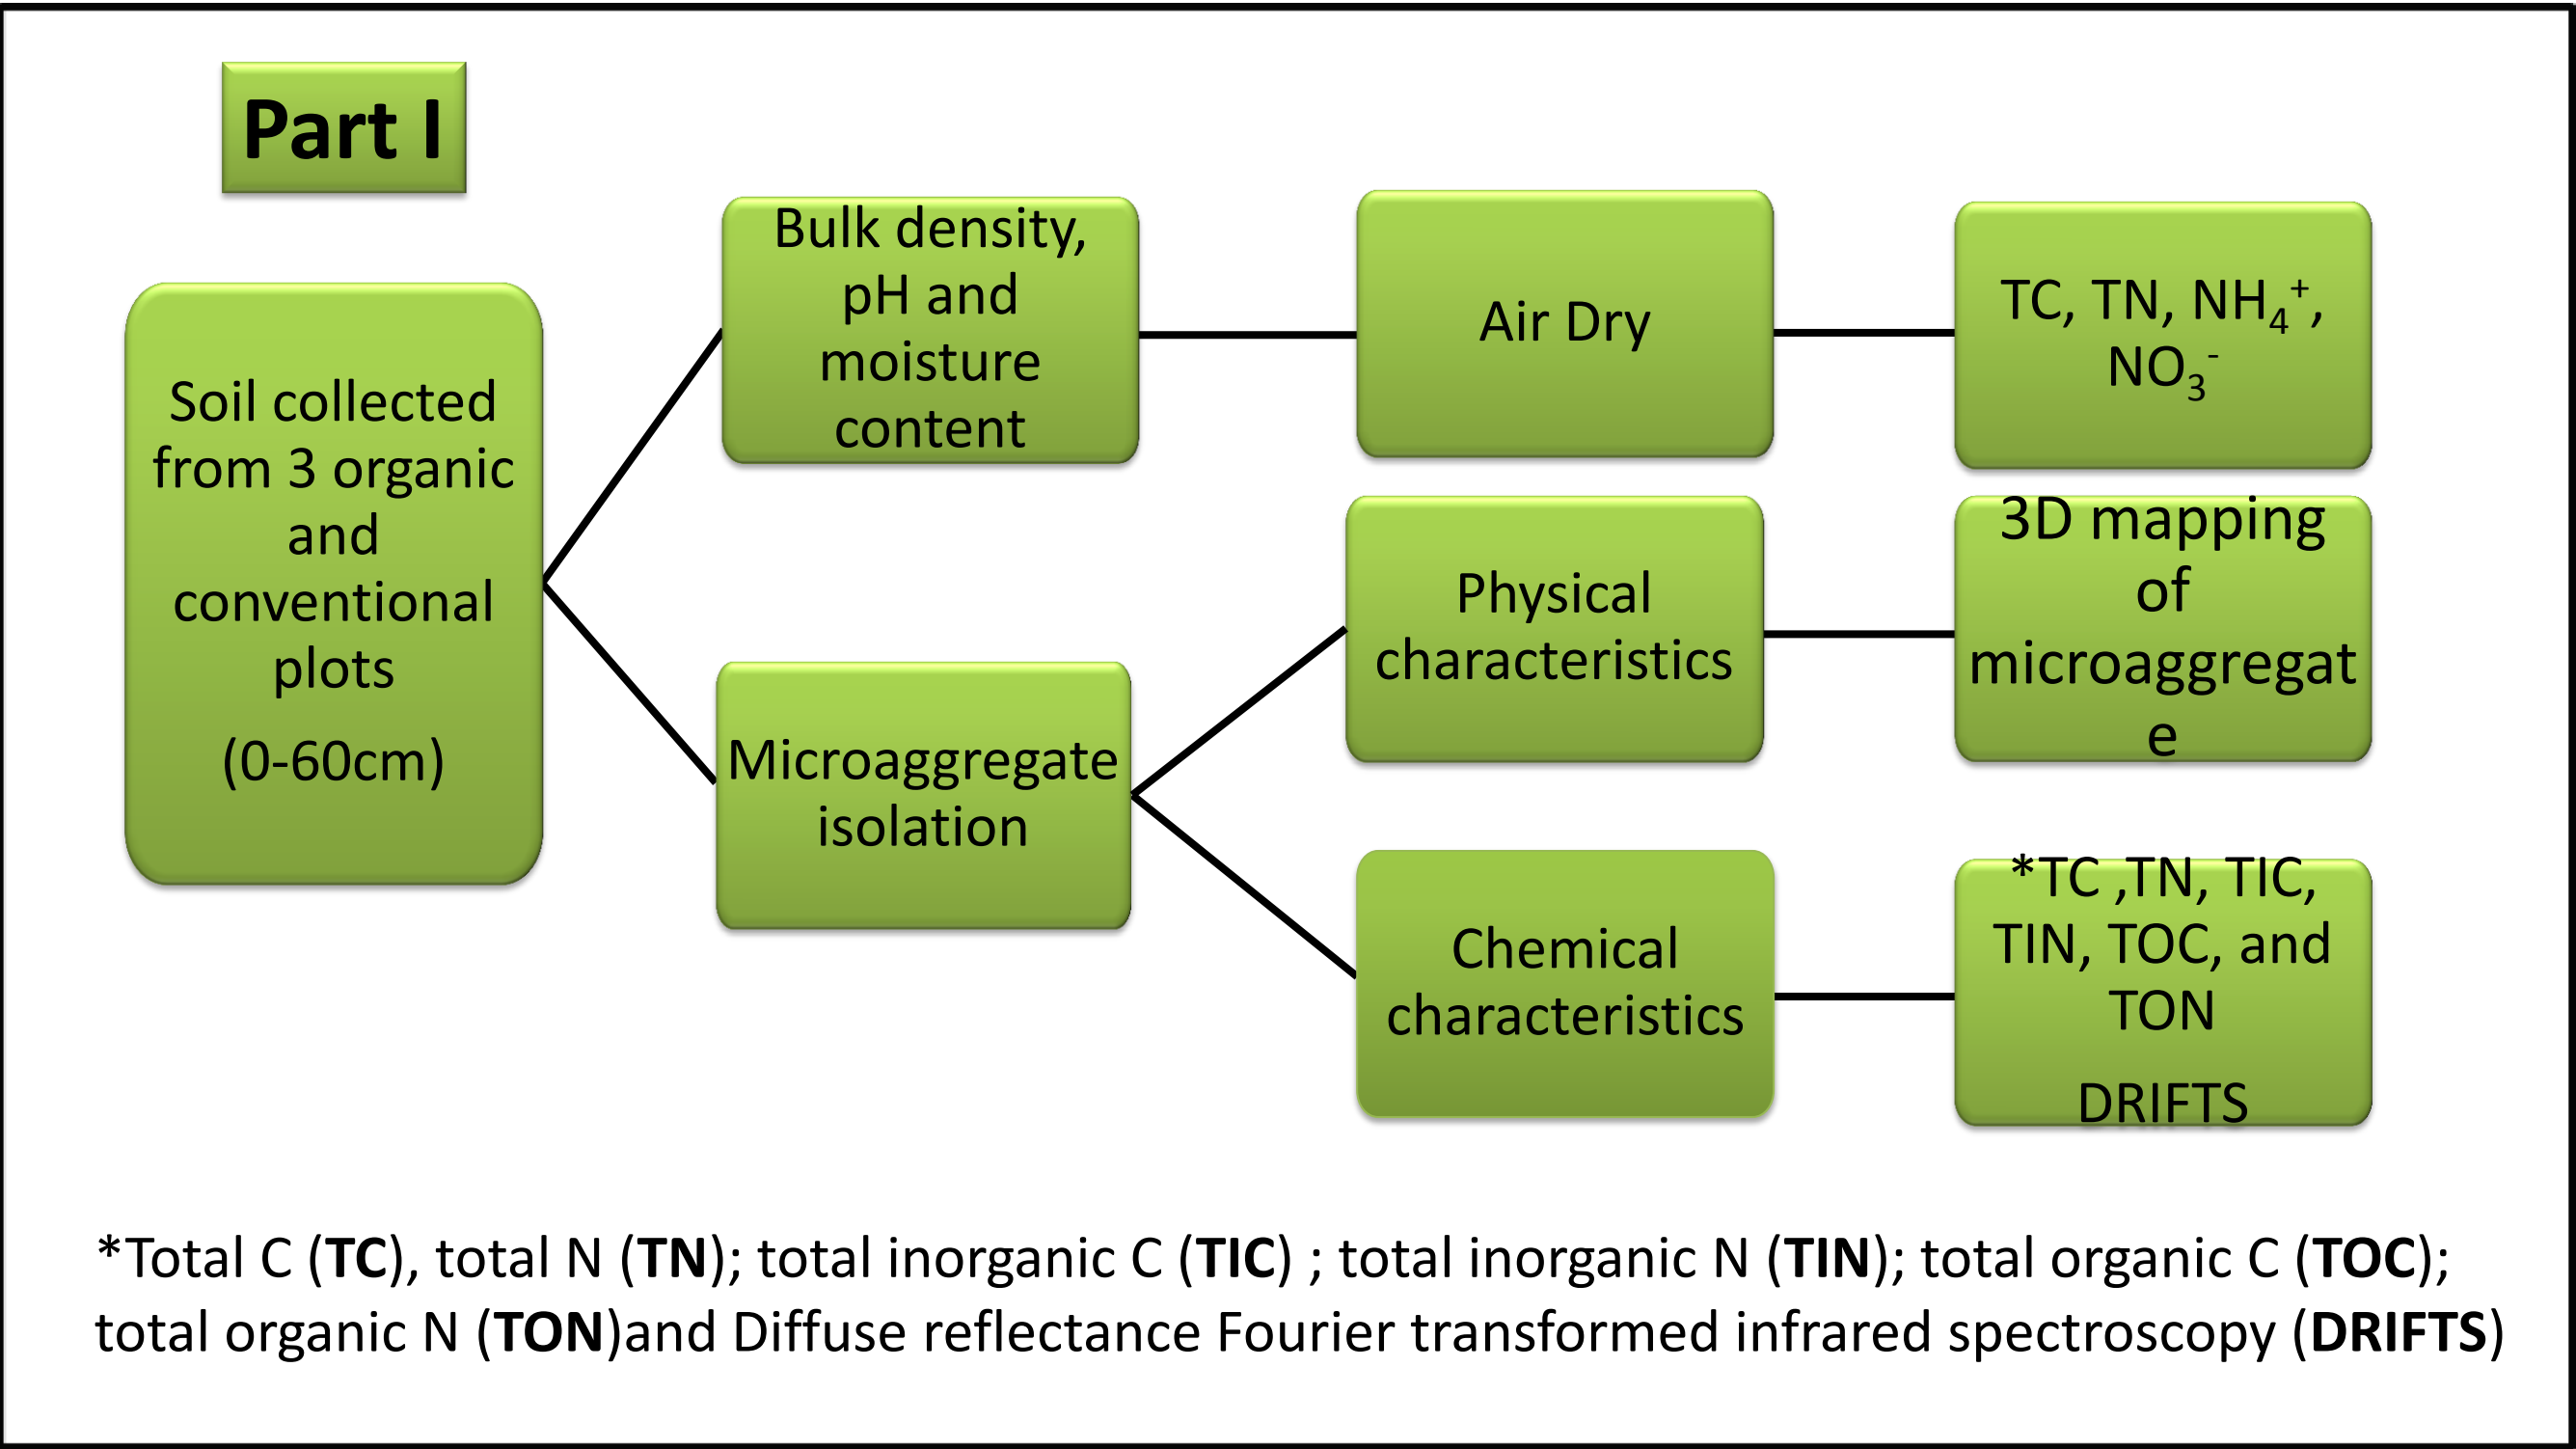 Part I
Soil collected
from 3 organic
and
conventional
plots
(0-60cm)
Bulk density,
pH and
moisture
content
Air Dry
TC, TN, NH₄⁺,
NO₃⁻
Microaggregate
isolation
Physical
characteristics
3D mapping
of
microaggregat
e
Chemical
characteristics
*TC ,TN, TIC,
TIN, TOC, and
TON
DRIFTS
*Total C (TC), total N (TN); total inorganic C (TIC) ; total inorganic N (TIN); total organic C (TOC);
total organic N (TON)and Diffuse reflectance Fourier transformed infrared spectroscopy (DRIFTS)